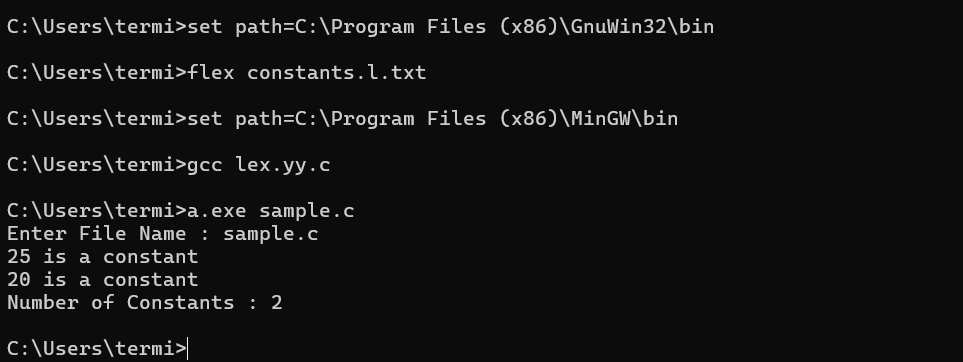 C:\Users\termi>set path=C:\Program Files (x86)\GnuWin32\bin
C:\Users\termi>flex constants.l.txt
C:\Users\termi>set path=C:\Program Files (x86)\MinGW\bin
C:\Users\termi>gcc lex.yy.c
C:\Users\termi>a.exe sample.c
Enter File Name : sample.c
25 is a constant
20 is a constant
Number of Constants : 2
C:\Users\termi>